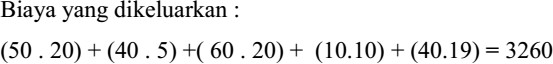 Biaya yang dikeluarkan :
(50 . 20) + (40 . 5) +( 60 . 20) + (10.10) + (40.19) = 3260